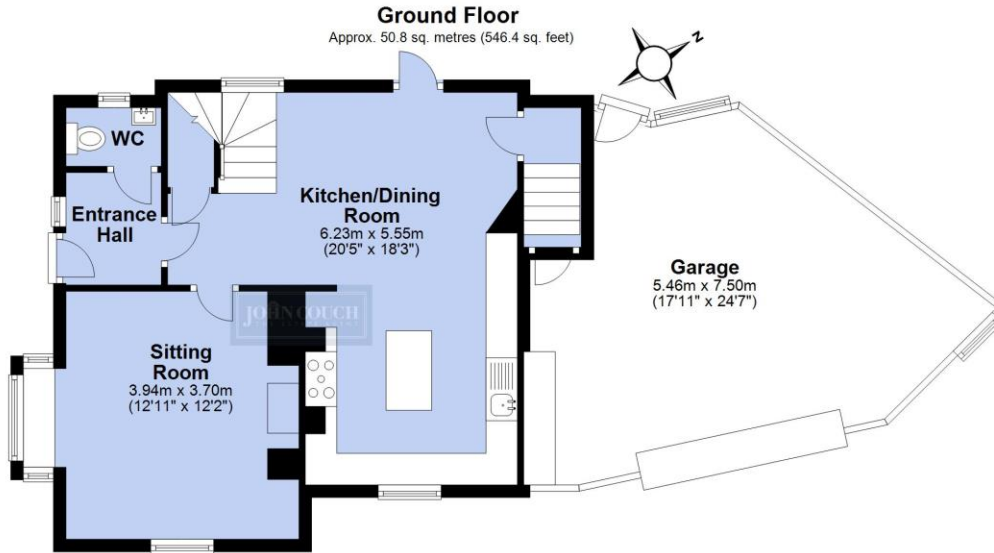 Ground Floor
Approx. 50.8 sq. metres (546.4 sq. feet)
N
WC
Entrance
Hall
Kitchen/Dining
Room
6.23m x 5.55m
(20'5" x 18'3")
Garage
5.46m x 7.50m
(17'11" x 24'7")
JOHN COUCH
Sitting
Room
3.94m x 3.70m
(12'11" x 12'2")